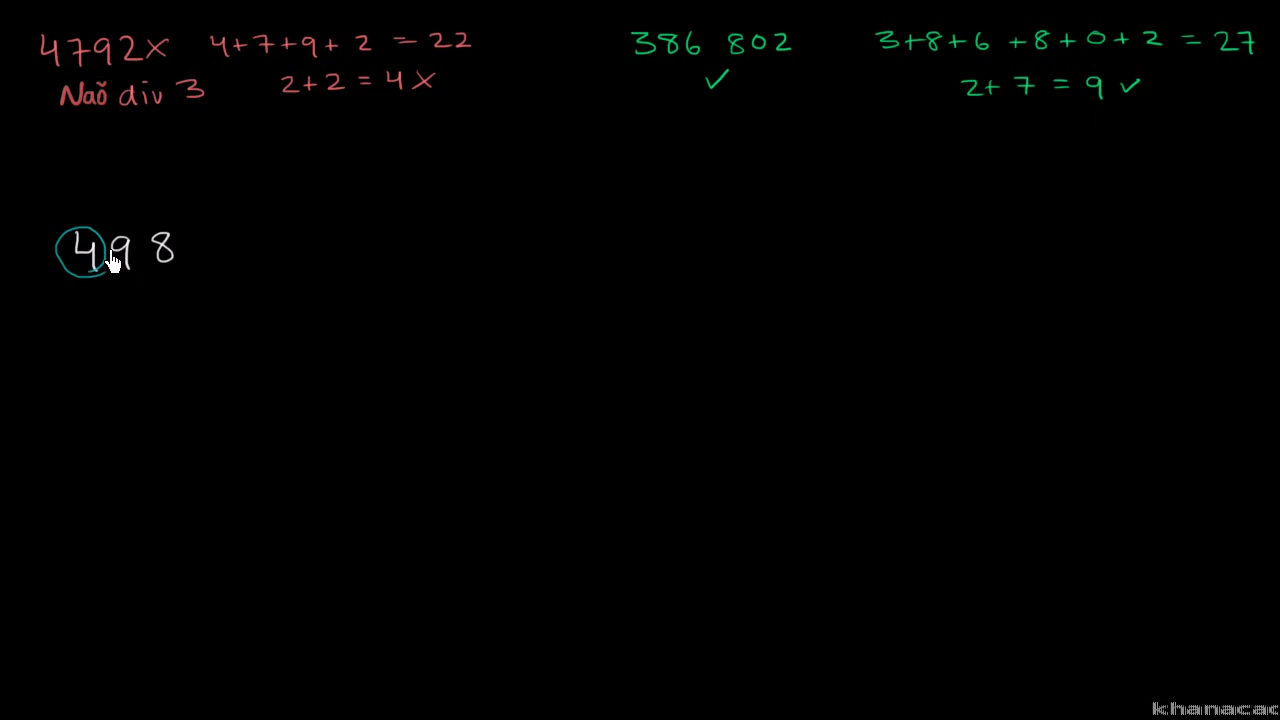 4792X 4+7+9+2 = 22
Naõ div 3 2+2 = 4 X
386 802 3+8+6+8+0+2 = 27
✓ 2+7 = 9 ✓
498
khanacac